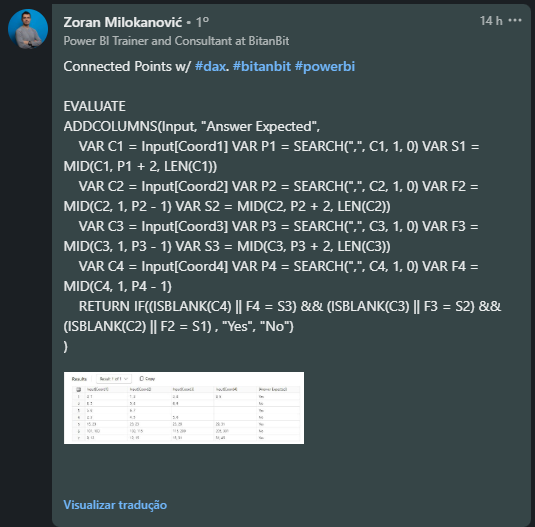 Zoran Milokanović • 1º
14 h •••
Power BI Trainer and Consultant at BitanBit
Connected Points w/ #dax. #bitanbit #powerbi
EVALUATE
ADDCOLUMNS(Input, "Answer Expected",
VAR C1 = Input[Coord1] VAR P1 = SEARCH(",", C1, 1, 0) VAR S1 =
MID(C1, P1 + 2, LEN(C1))
VAR C2 = Input[Coord2] VAR P2 = SEARCH(",", C2, 1, 0) VAR F2 =
MID(C2, 1, P2 - 1) VAR S2 = MID(C2, P2 + 2, LEN(C2))
VAR C3 = Input[Coord3] VAR P3 = SEARCH(",", C3, 1, 0) VAR F3 =
MID(C3, 1, P3 - 1) VAR S3 = MID(C3, P3 + 2, LEN(C3))
VAR C4 = Input[Coord4] VAR P4 = SEARCH(",", C4, 1, 0) VAR F4 =
MID(C4, 1, P4 - 1)
RETURN IF((ISBLANK(C4) || F4 = S3) && (ISBLANK(C3) || F3 = S2) &&
(ISBLANK(C2) || F2 = S1) , "Yes", "No")
)
Results Result 1 of 1 Copy
Visualizar tradução